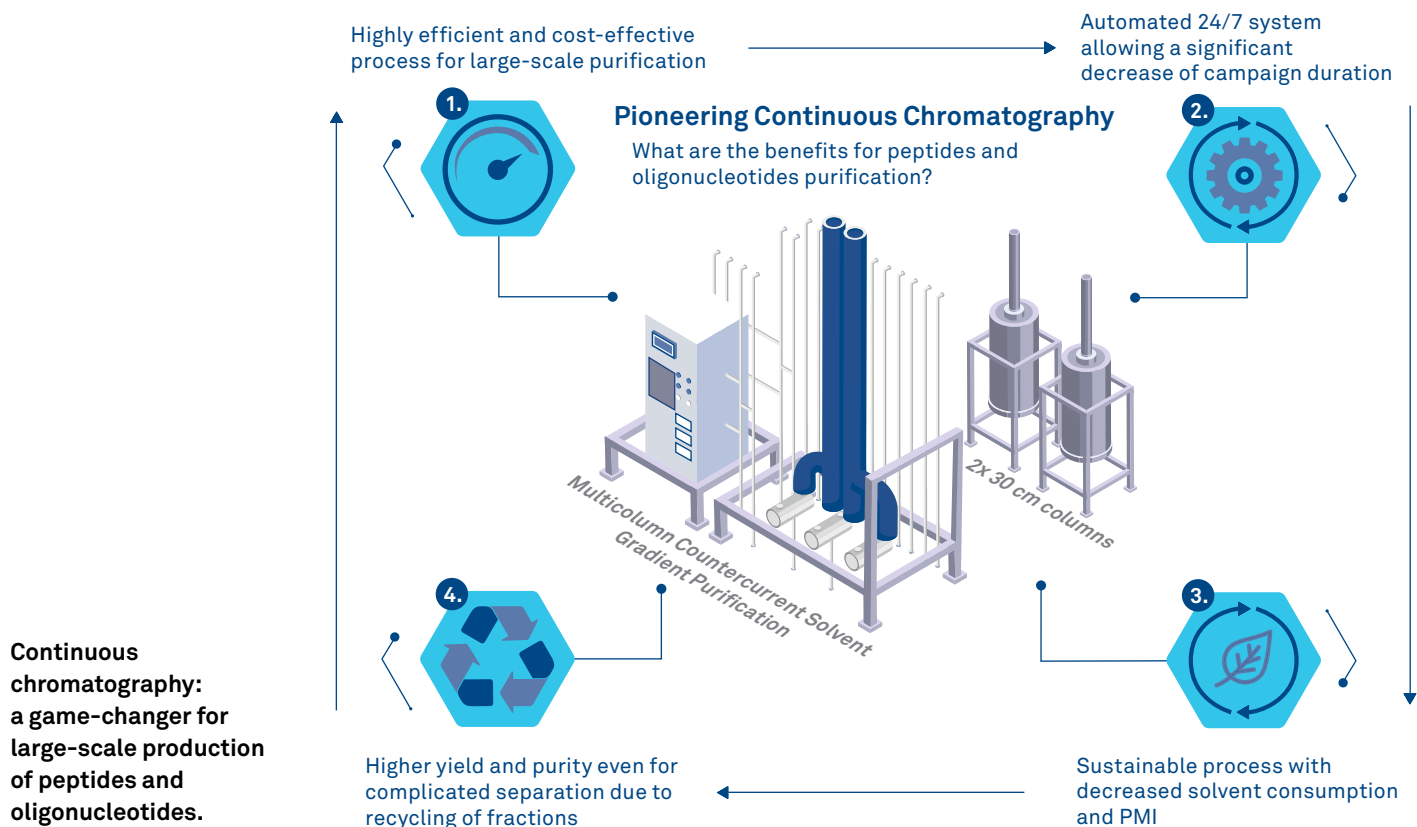 Highly efficient and cost-effective
process for large-scale purification
Automated 24/7 system
allowing a significant
decrease of campaign duration
1.
Pioneering Continuous Chromatography
What are the benefits for peptides and
oligonucleotides purification?
2.
Multicolumn Countercurrent Solvent
Gradient Purification
2x 30 cm columns
4.
3.
Continuous
chromatography:
a game-changer for
large-scale production
of peptides and
oligonucleotides.
Higher yield and purity even for
complicated separation due to
recycling of fractions
Sustainable process with
decreased solvent consumption
and PMI